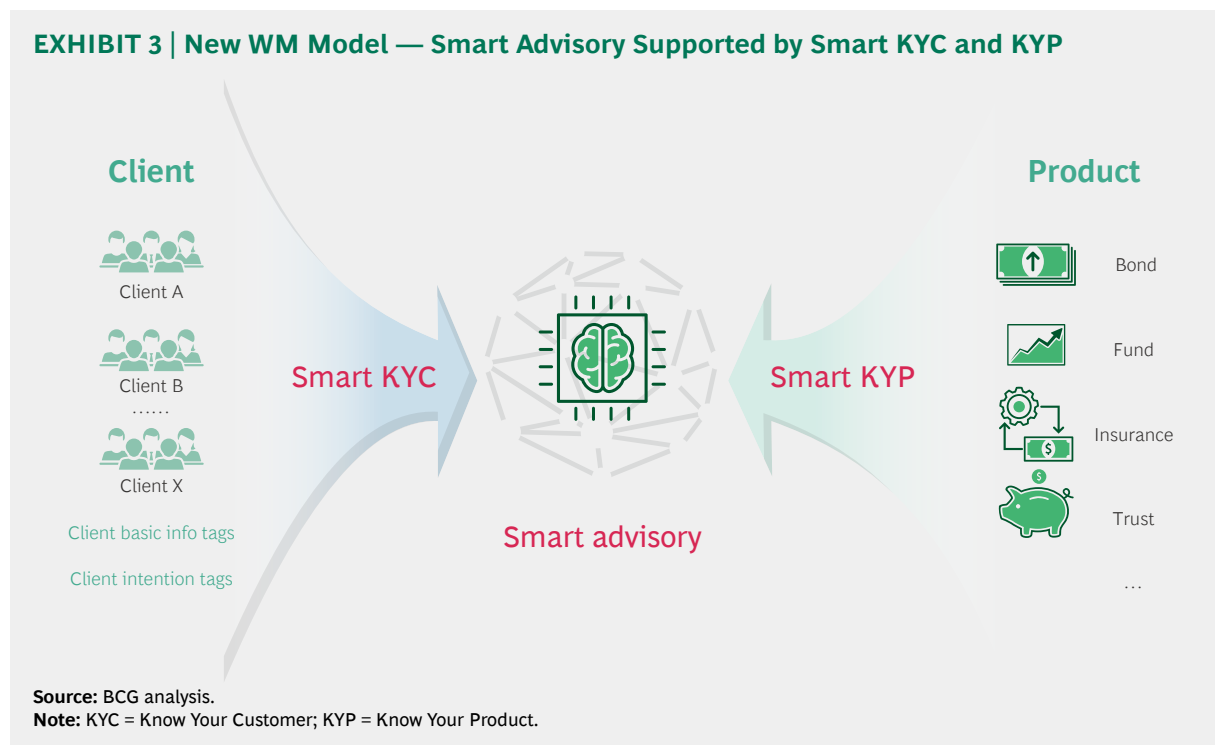 EXHIBIT 3 | New WM Model — Smart Advisory Supported by Smart KYC and KYP
Client
Client A
Client B
......
Client X
Client basic info tags
Client intention tags
Smart KYC
Smart advisory
Smart KYP
Product
Bond
Fund
Insurance
$
$
Trust
...
Source: BCG analysis.
Note: KYC = Know Your Customer; KYP = Know Your Product.